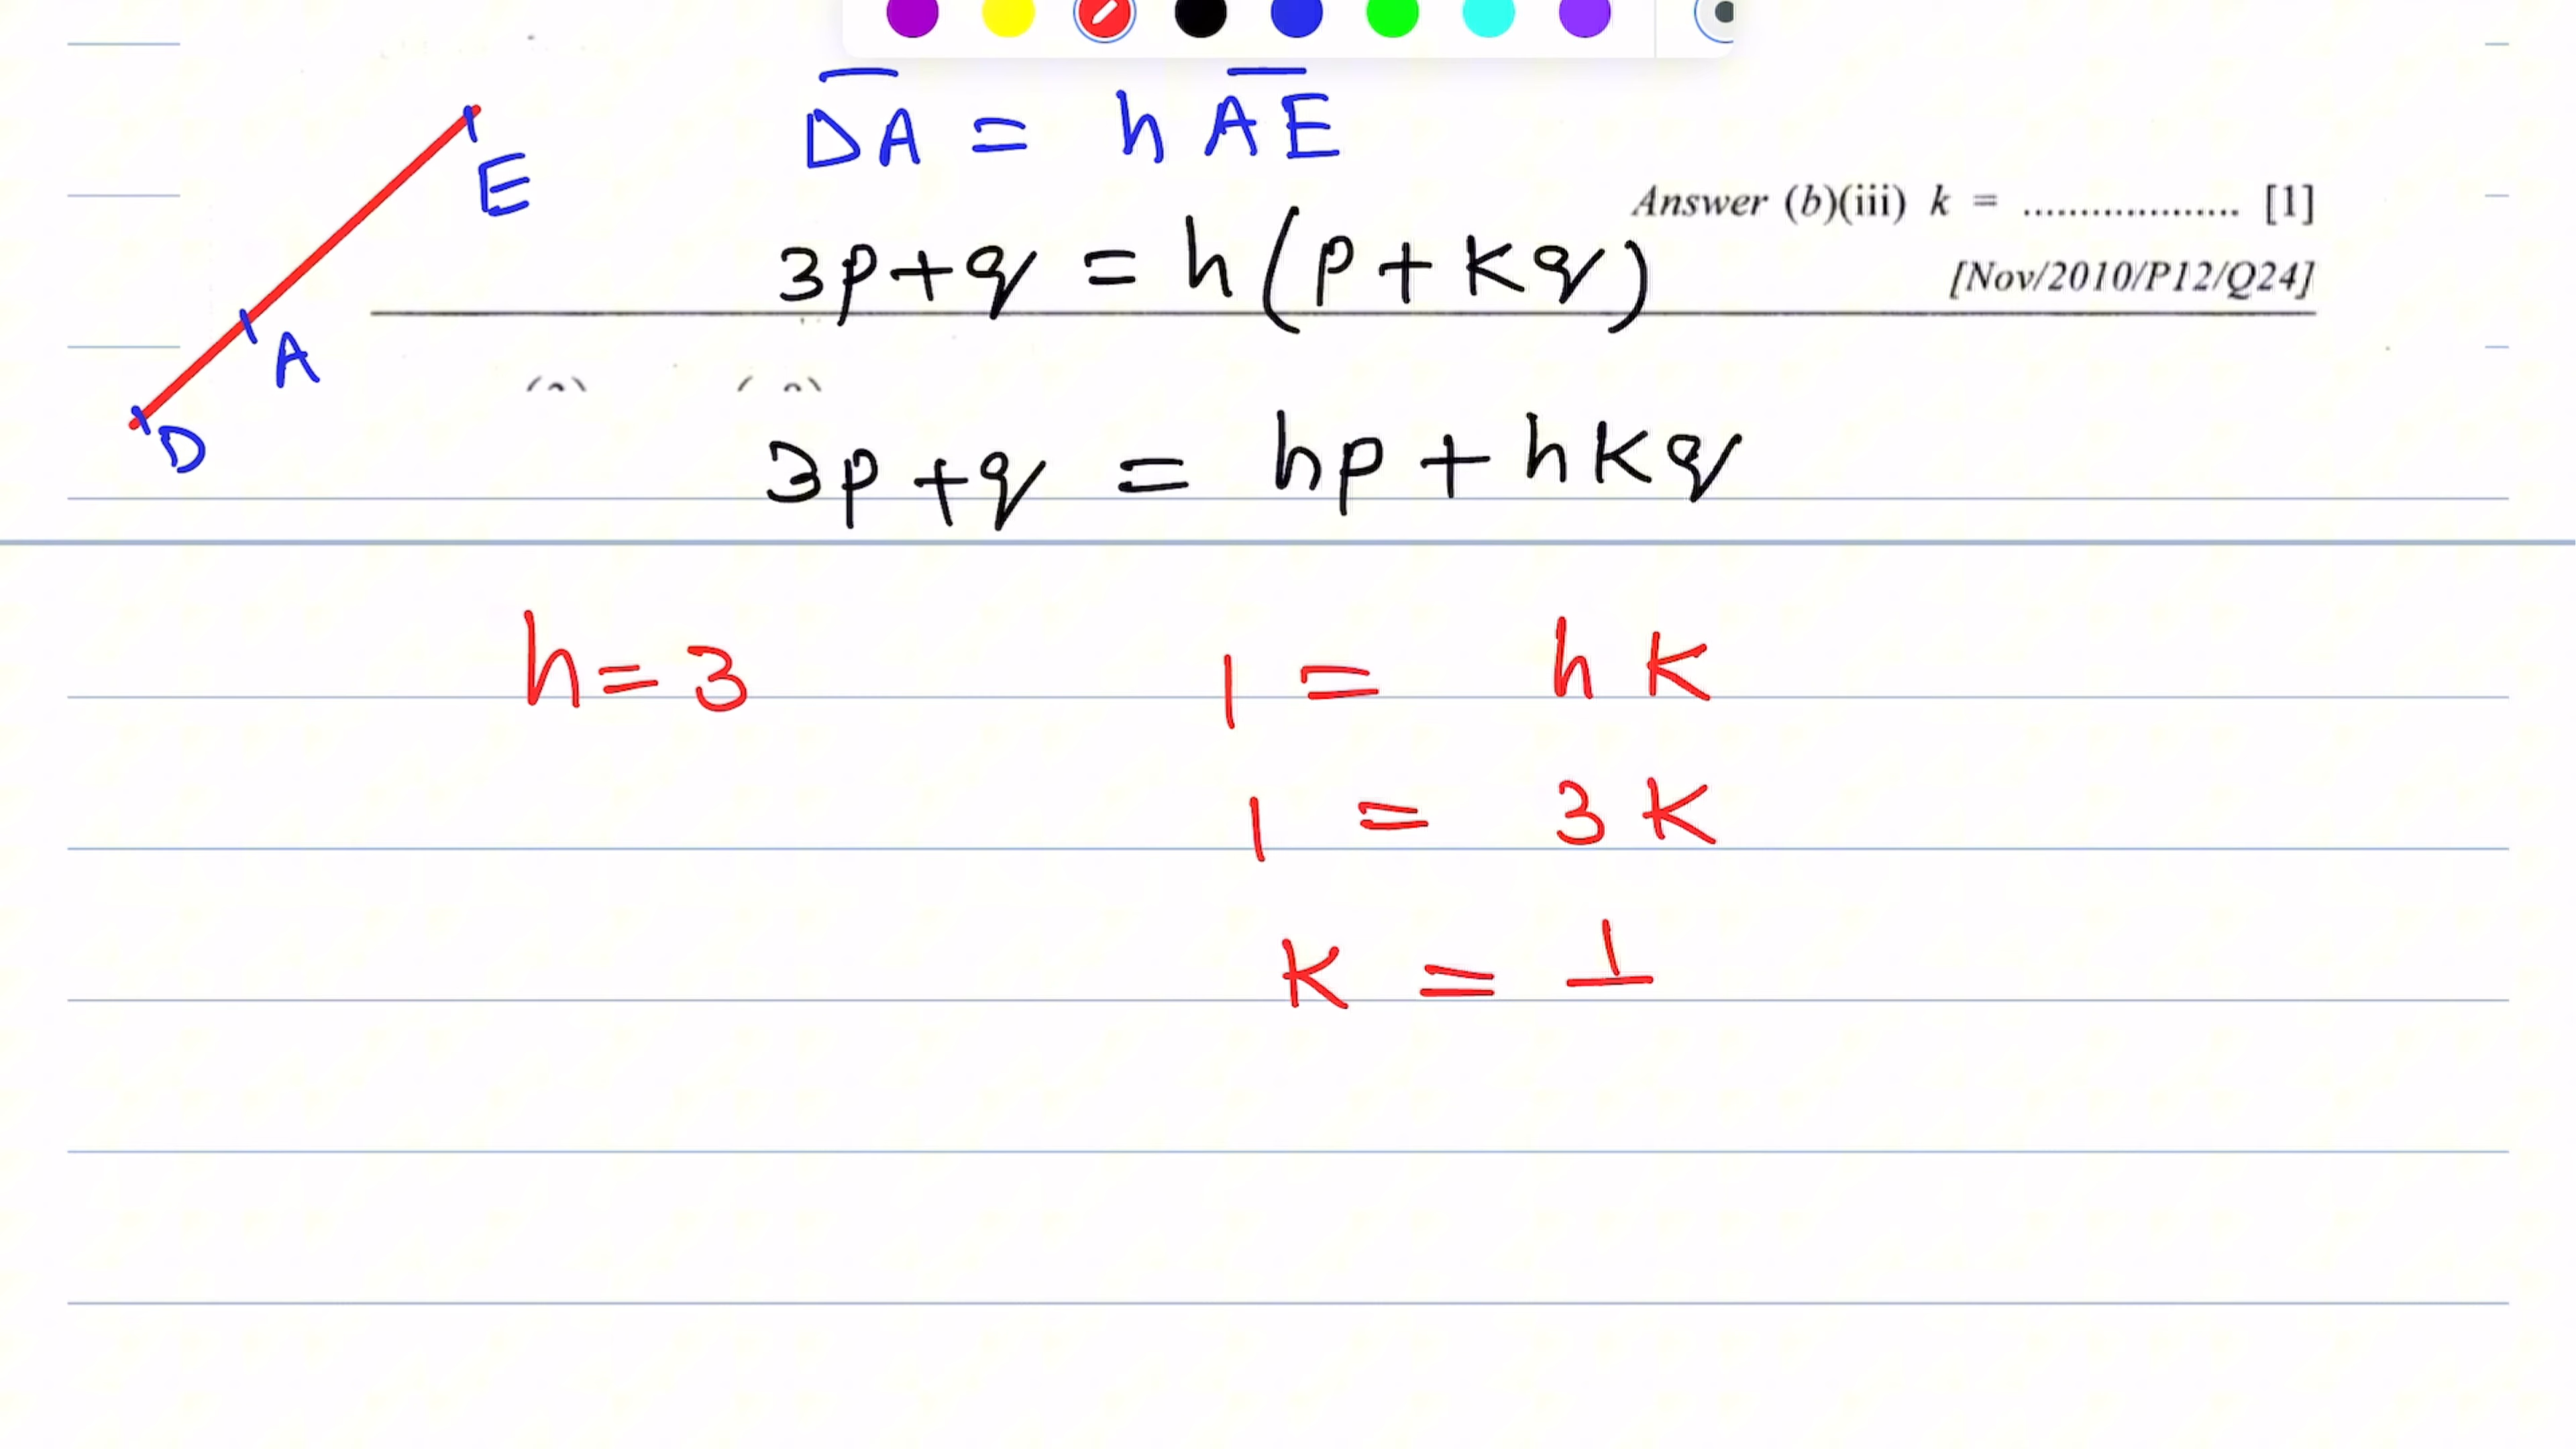 DA = h AE
E
Answer (b)(iii) k = .................... [1]
3p+q = h(p+kq)
[Nov/2010/P12/Q24]
A
D
3p+q = hp+hkq
h=3
1 = hk
1 = 3k
k = 1